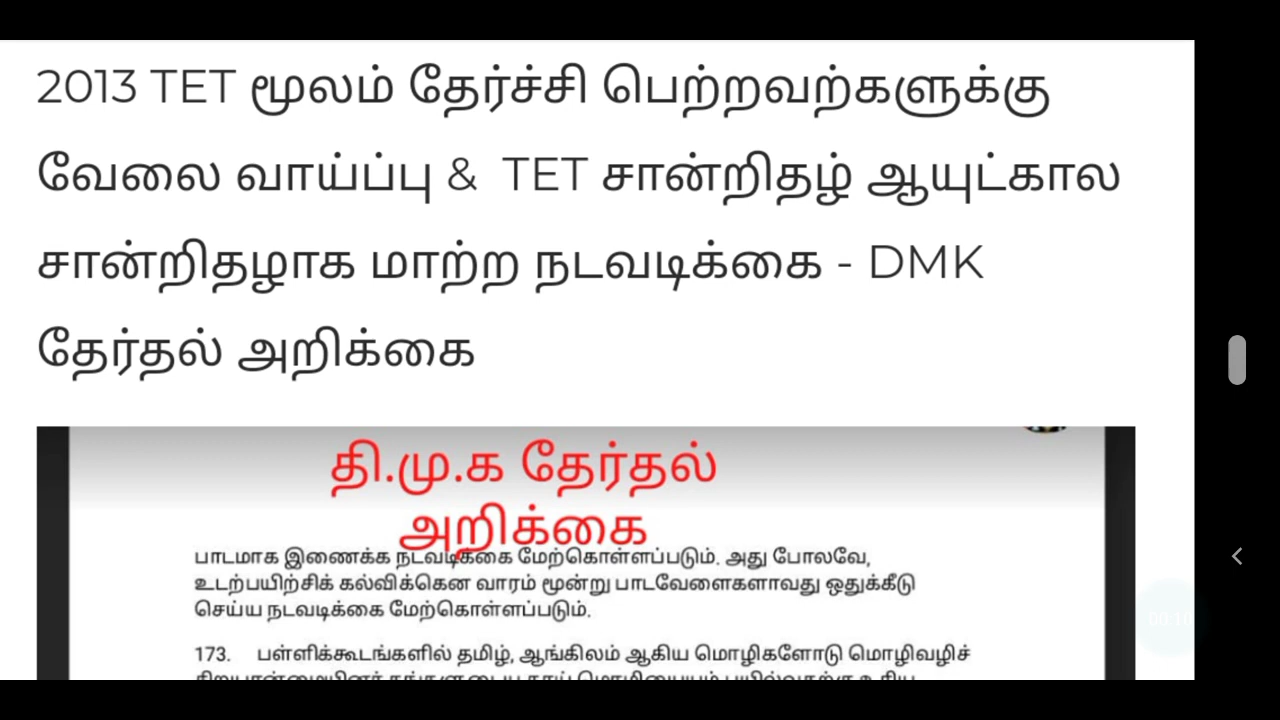 2013 TET மூலம் தேர்ச்சி பெற்றவற்களுக்கு
வேலை வாய்ப்பு & TET சான்றிதழ் ஆயுட்கால
சான்றிதழாக மாற்ற நடவடிக்கை - DMK
தேர்தல் அறிக்கை
தி.மு.க தேர்தல்
அறிக்கை
பாடமாக இணைக்க நடவடிக்கை மேற்கொள்ளப்படும். அது போலவே,
உடற்பயிற்சிக் கல்விக்கென வாரம் மூன்று பாடவேளைகளாவது ஒதுக்கீடு
செய்ய நடவடிக்கை மேற்கொள்ளப்படும்.
173. பள்ளிக்கூடங்களில் தமிழ், ஆங்கிலம் ஆகிய மொழிகளோடு மொழிவழிச்
00:10